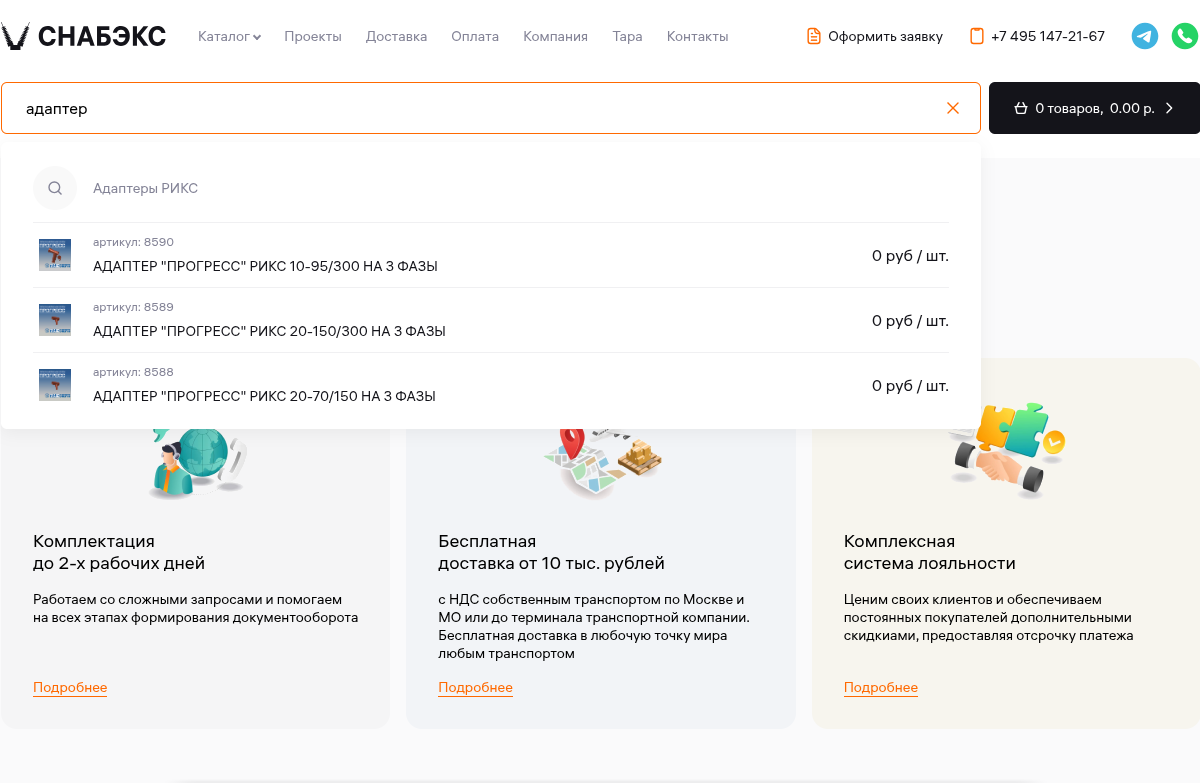 СНАБЭКС
Каталог
Проекты
Доставка
Оплата
Компания
Тара
Контакты
Оформить заявку
+7 495 147-21-67
адаптер
0 товаров, 0.00 р.
Адаптеры РИКС
артикул: 8590
АДАПТЕР "ПРОГРЕСС" РИКС 10-95/300 НА 3 ФАЗЫ
0 руб / шт.
артикул: 8589
АДАПТЕР "ПРОГРЕСС" РИКС 20-150/300 НА 3 ФАЗЫ
0 руб / шт.
артикул: 8588
АДАПТЕР "ПРОГРЕСС" РИКС 20-70/150 НА 3 ФАЗЫ
0 руб / шт.
Комплектация
до 2-х рабочих дней
Работаем со сложными запросами и помогаем
на всех этапах формирования документооборота
Подробнее
Бесплатная
доставка от 10 тыс. рублей
с НДС собственным транспортом по Москве и
МО или до терминала транспортной компании.
Бесплатная доставка в любочую точку мира
любым транспортом
Подробнее
Комплексная
система лояльности
Ценим своих клиентов и обеспечиваем
постоянных покупателей дополнительными
скидкиами, предоставляя отсрочку платежа
Подробнее